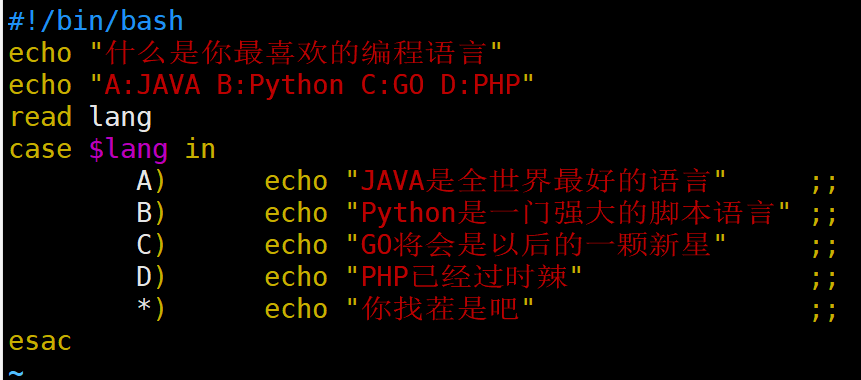 #!/bin/bash
echo "什么是你最喜欢的编程语言"
echo "A:JAVA B:Python C:GO D:PHP"
read lang
case $lang in
        A)      echo "JAVA是全世界最好的语言"     ;;
        B)      echo "Python是一门强大的脚本语言" ;;
        C)      echo "GO将会是以后的一颗新星"     ;;
        D)      echo "PHP已经过时辣"              ;;
        *)      echo "你找茬是吧"                 ;;
esac
~